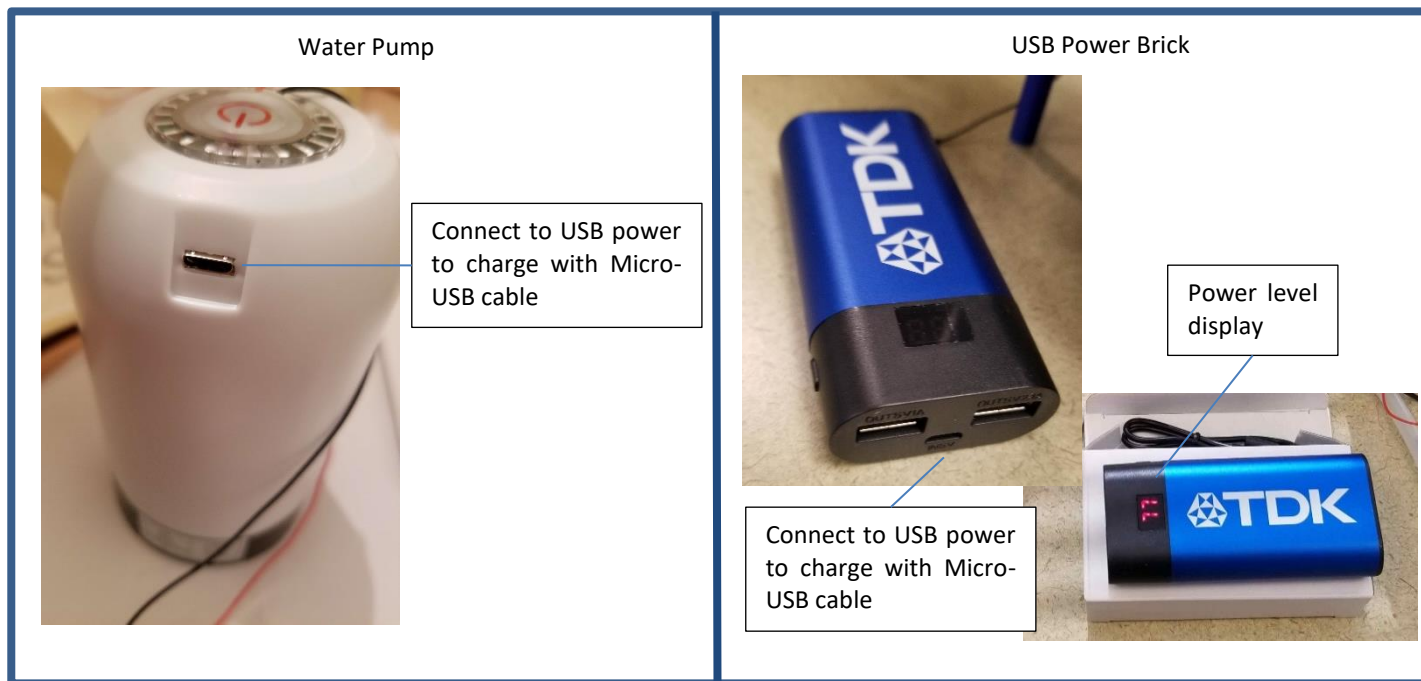 Water Pump
Connect to USB power
to charge with Micro-
USB cable
USB Power Brick
TDK
Power level
display
77
TDK
Connect to USB power
to charge with Micro-
USB cable